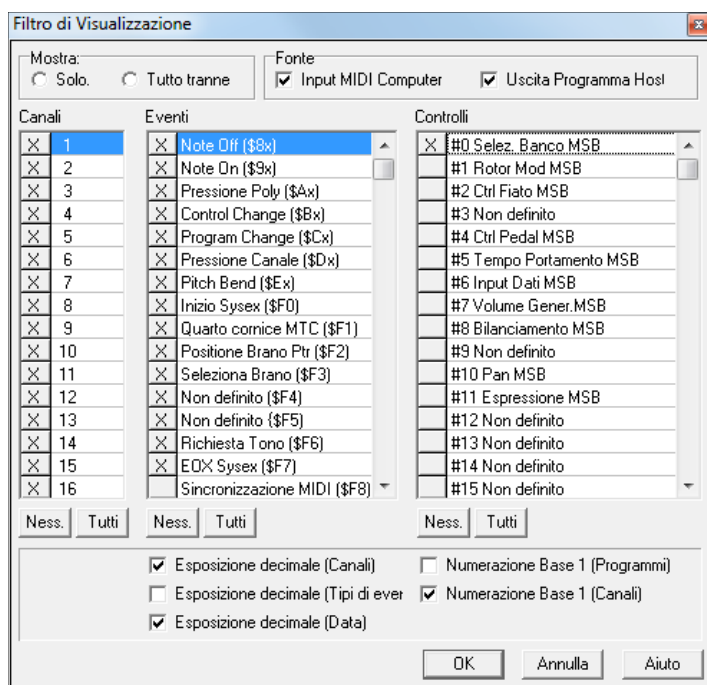 Filtro di Visualizzazione
Mostra:
Solo.
Tutto tranne
Fonte
Input MIDI Computer
Uscita Programma Host
Canali
X 1
X 2
X 3
X 4
X 5
X 6
X 7
X 8
X 9
X 10
X 11
X 12
X 13
X 14
X 15
X 16
Ness. Tutti
Eventi
X Note Off ($8x)
X Note On ($9x)
X Pressione Poly ($Ax)
X Control Change ($Bx)
X Program Change ($Cx)
X Pressione Canale ($Dx)
X Pitch Bend ($Ex)
X Inizio Sysex ($F0)
X Quarto cornice MTC ($F1)
X Positione Brano Ptr ($F2)
X Seleziona Brano ($F3)
X Non definito ($F4)
X Non definito {$F5)
X Richiesta Tono ($F6)
X EOX Sysex ($F7)
Sincronizzazione MIDI ($F8)
Ness. Tutti
Controlli
X #0 Selez. Banco MSB
#1 Rotor Mod MSB
#2 Ctrl Fiato MSB
#3 Non definito
#4 Ctrl Pedal MSB
#5 Tempo Portamento MSB
#6 Input Dati MSB
#7 Volume Gener.MSB
#8 Bilanciamento MSB
#9 Non definito
#10 Pan MSB
#11 Espressione MSB
#12 Non definito
#13 Non definito
#14 Non definito
#15 Non definito
Ness. Tutti
Esposizione decimale (Canali)
Esposizione decimale (Tipi di ever
Esposizione decimale (Data)
Numerazione Base 1 (Programmi)
Numerazione Base 1 (Canali)
OK
Annulla
Aiuto